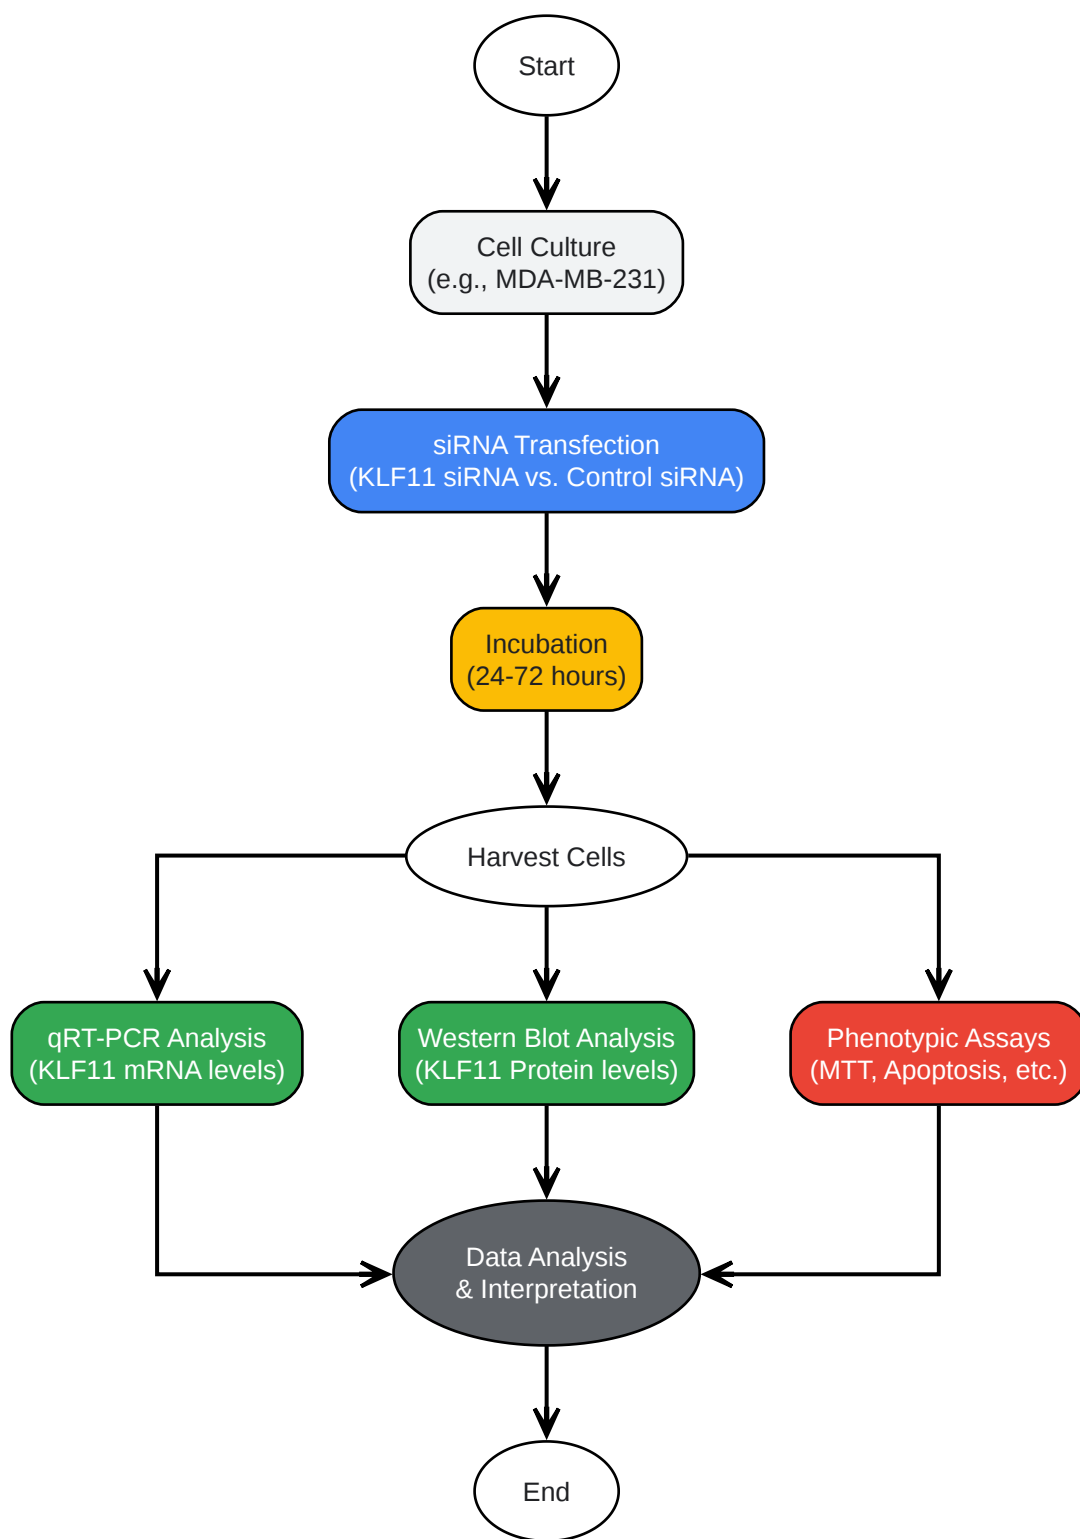 Start
Cell Culture
(e.g., MDA-MB-231)
siRNA Transfection
(KLF11 siRNA vs. Control siRNA)
Incubation
(24-72 hours)
Harvest Cells
qRT-PCR Analysis
(KLF11 mRNA levels)
Western Blot Analysis
(KLF11 Protein levels)
Phenotypic Assays
(MTT, Apoptosis, etc.)
Data Analysis
& Interpretation
End